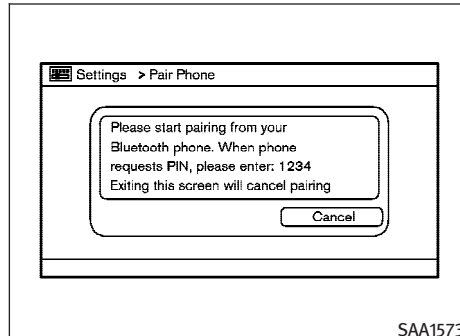 Settings > Pair Phone
Please start pairing from your
Bluetooth phone. When phone
requests PIN, please enter: 1234
Exiting this screen will cancel pairing
Cancel
SAA1573